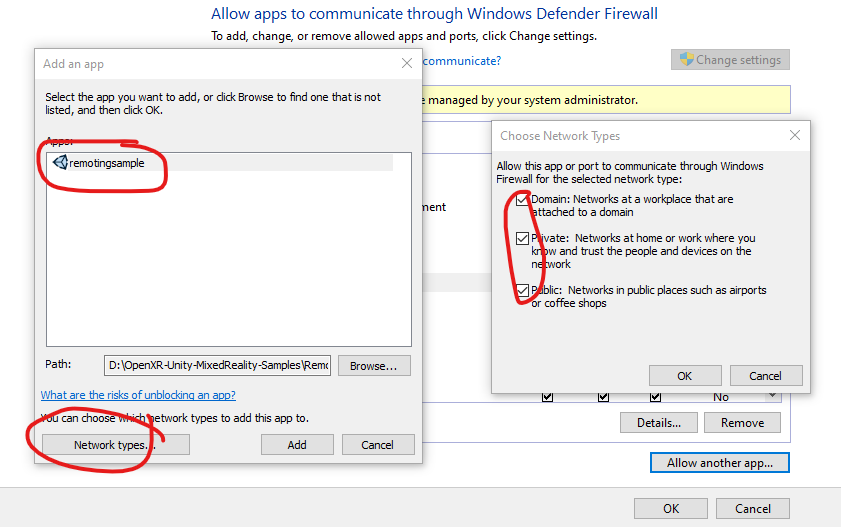 Allow apps to communicate through Windows Defender Firewall
To add, change, or remove allowed apps and ports, click Change settings.
communicate?
Change settings
e managed by your system administrator.
ment
Add an app
Select the app you want to add, or click Browse to find one that is not
listed, and then click OK.
Apps:
remotingsample
Path:
D:\OpenXR-Unity-MixedReality-Samples\Remo
Browse...
What are the risks of unblocking an app?
You can choose which network types to add this app to.
Network types...
Add
Cancel
Choose Network Types
Allow this app or port to communicate through Windows
Firewall for the selected network type:
Domain: Networks at a workplace that are
attached to a domain
Private: Networks at home or work where you
know and trust the people and devices on the
network
Public: Networks in public places such as airports
or coffee shops
OK
Cancel
No
Details...
Remove
Allow another app...
OK
Cancel